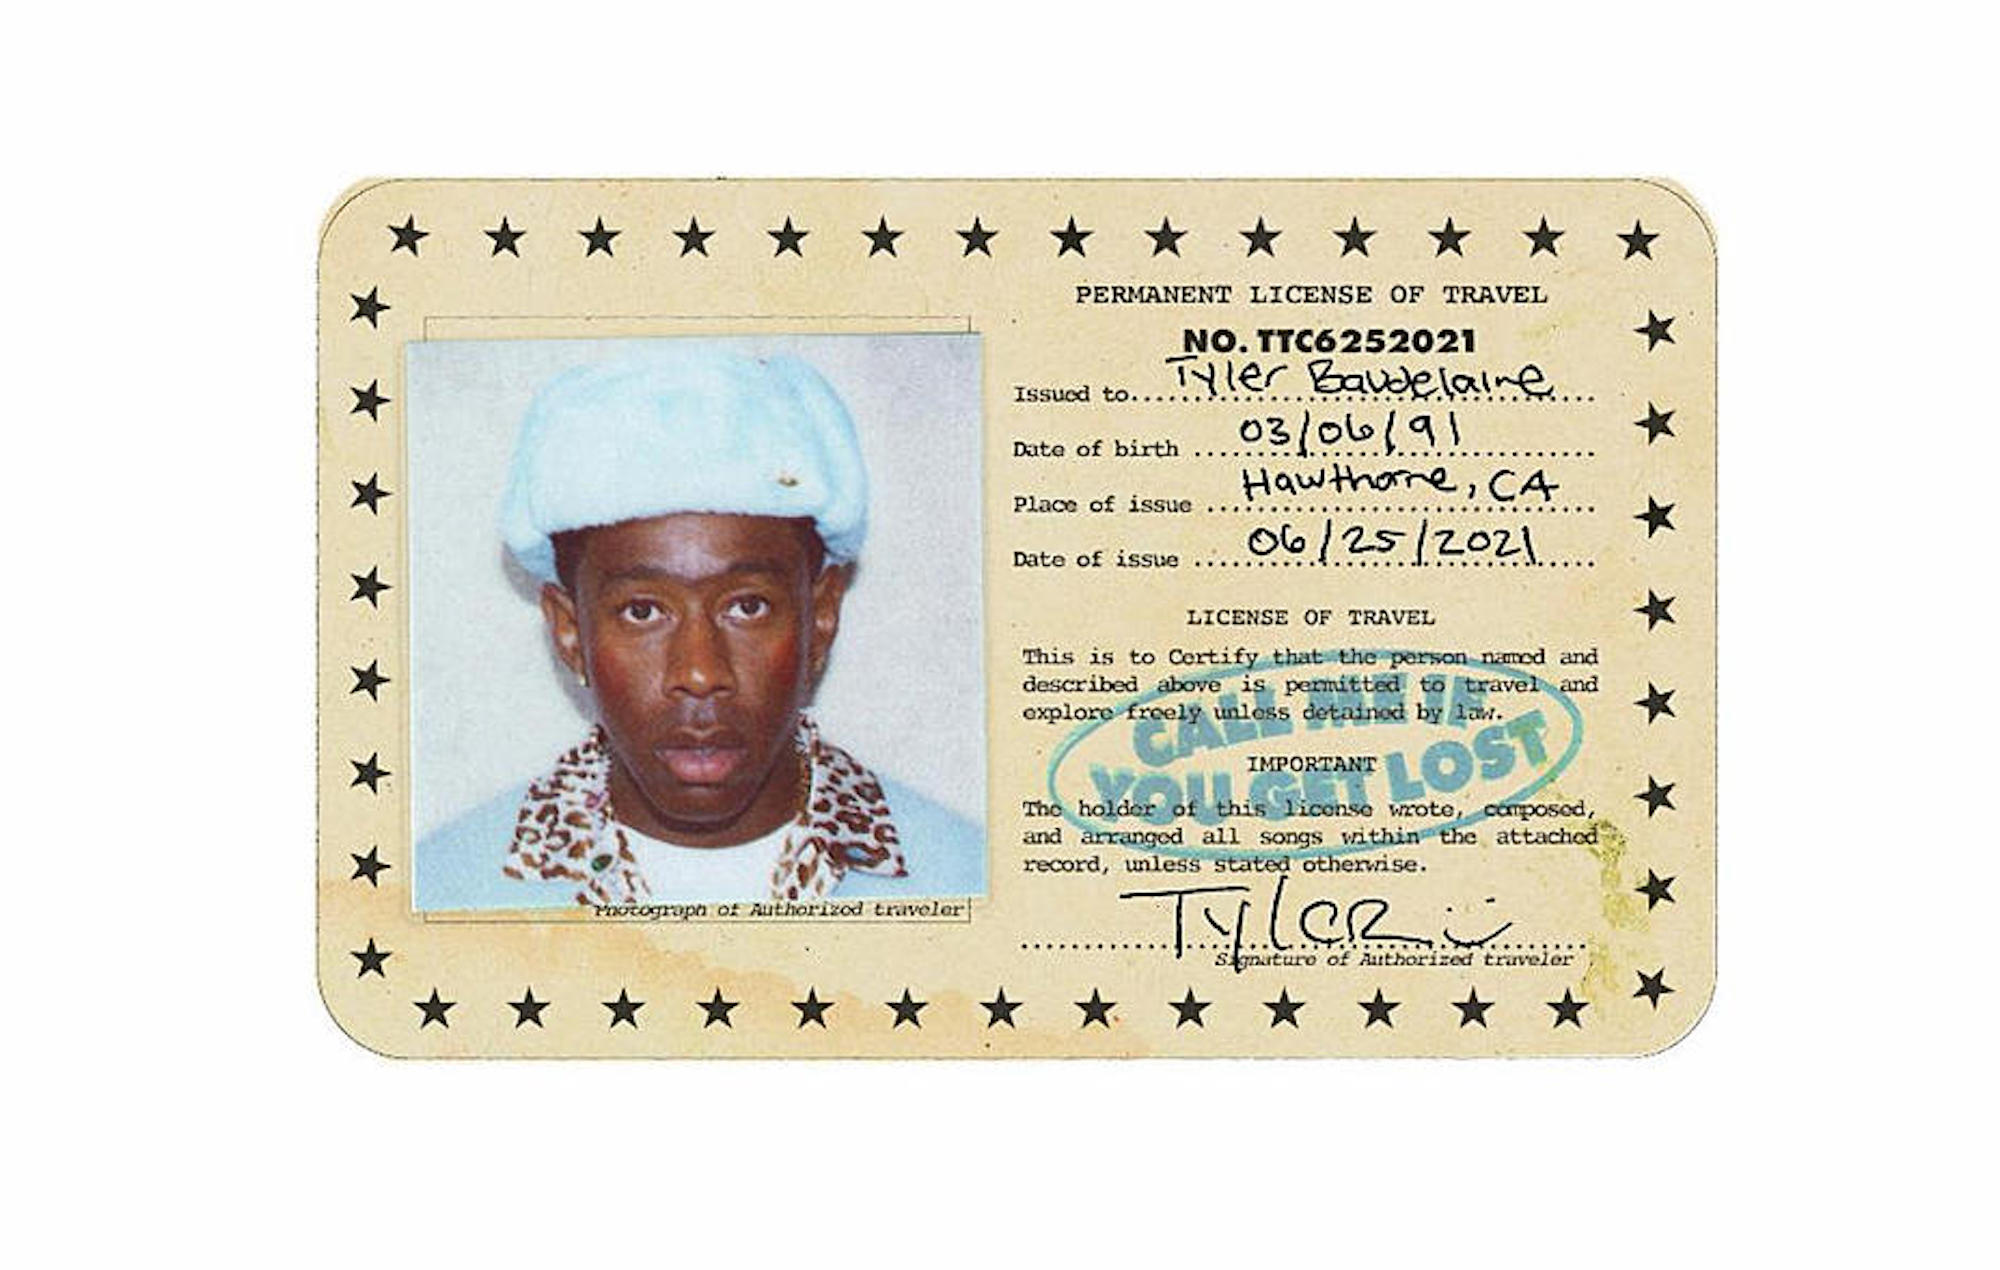 PERMANENT LICENSE OF TRAVEL
NO. TTC6252021
Issued to.... Tyler Baudelaire
Date of birth .... 03/06/91
Place of issue .... Hawthorne, CA
Date of issue .... 06/25/2021
LICENSE OF TRAVEL
This is to Certify that the person named and
described above is permitted to travel and
explore freely unless detained by law.
CALL ME IF
YOU GET LOST
IMPORTANT
The holder of this license wrote, composed,
and arranged all songs within the attached
record, unless stated otherwise.
TYLER
Signature of Authorized traveler
Photograph of Authorized traveler